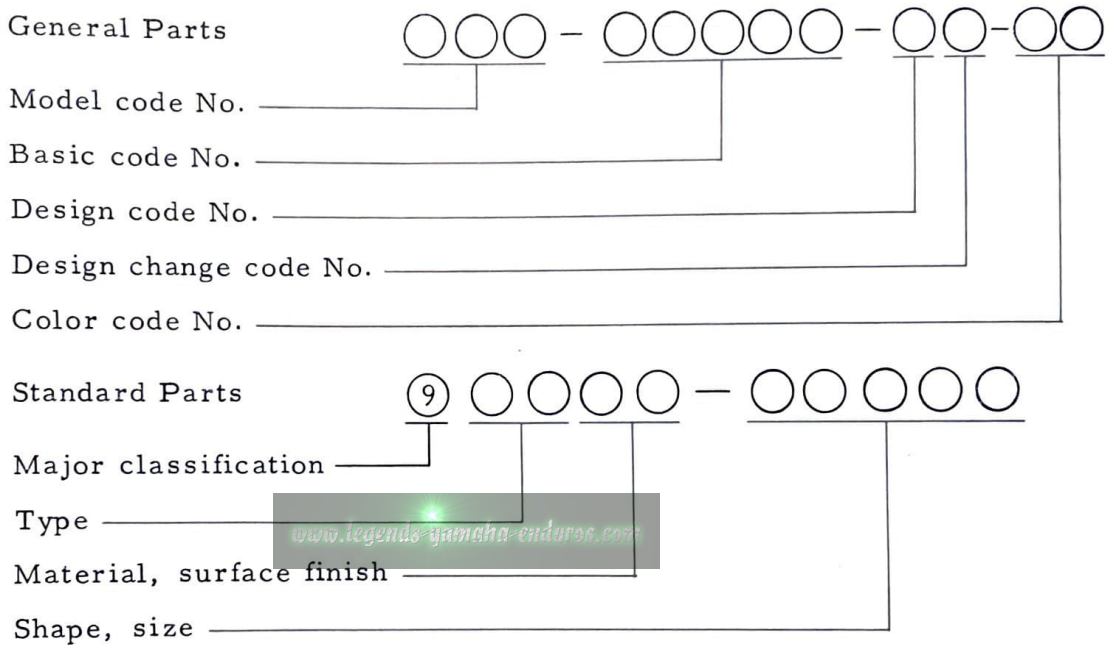 General Parts
Model code No.
Basic code No.
Design code No.
Design change code No.
Color code No.
Standard Parts 9
Major classification
Type
www.legends-yamaha-enduros.com
Material, surface finish
Shape, size